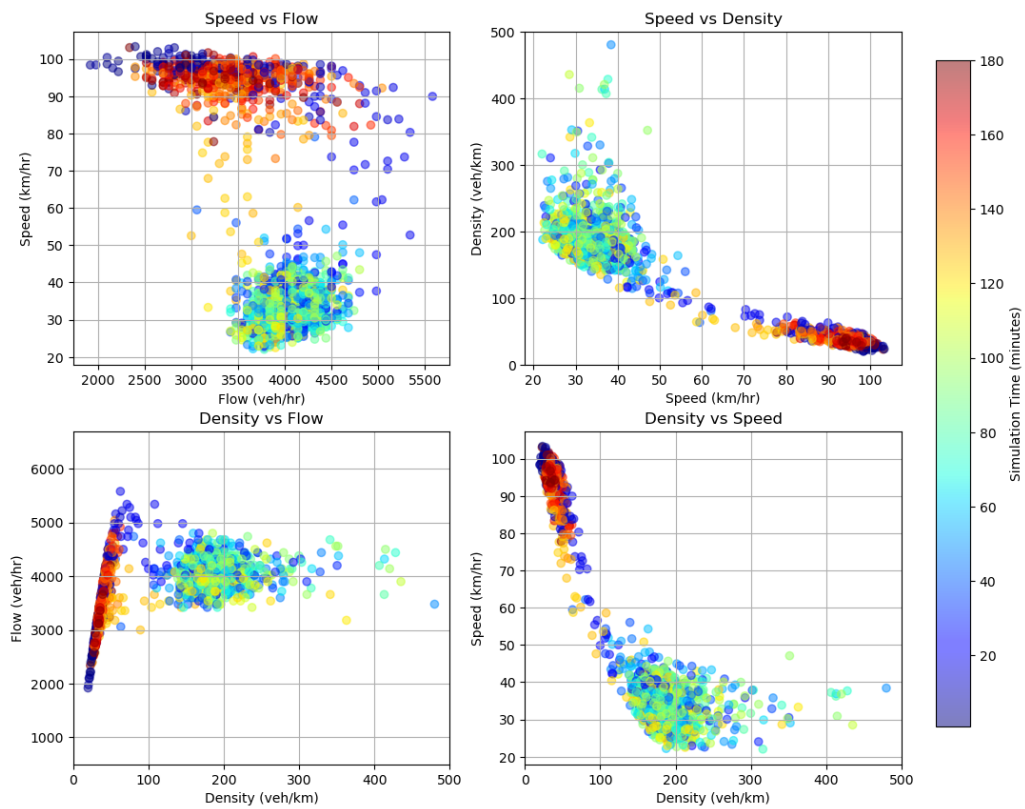 Speed vs Flow
100
90
80
70
60
50
40
30
20
Speed (km/hr)
2000 2500 3000 3500 4000 4500 5000 5500
Flow (veh/hr)
Speed vs Density
500
400
300
200
100
0
Density (veh/km)
20 30 40 50 60 70 80 90 100
Speed (km/hr)
Density vs Flow
6000
5000
4000
3000
2000
1000
Flow (veh/hr)
0 100 200 300 400 500
Density (veh/km)
Density vs Speed
100
90
80
70
60
50
40
30
20
Speed (km/hr)
0 100 200 300 400 500
Density (veh/km)
180
160
140
120
100
80
60
40
20
Simulation Time (minutes)